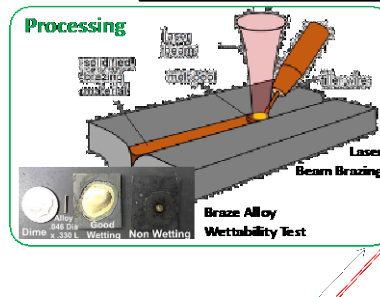 Processing
laser
beam
solidified
brazing
material
melt pool
filler wire
Laser
Beam Brazing
Braze Alloy
Wettability Test
Dime
Alloy
.046 Dia
x .330 L
Good
Wetting
Non Wetting